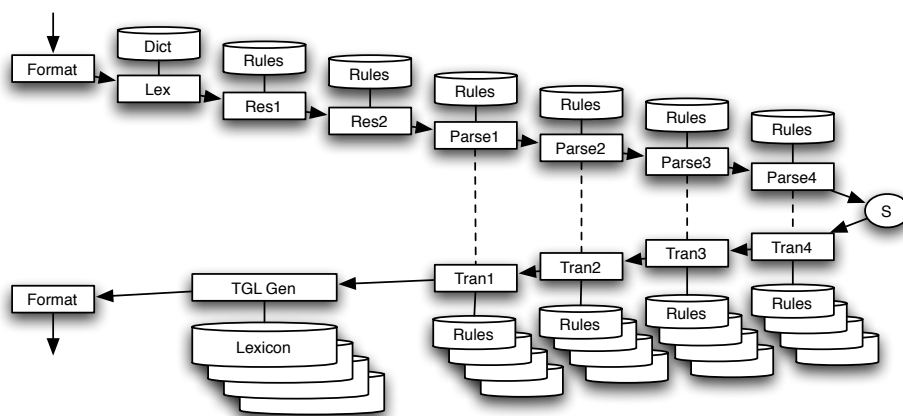 Dict
Format
Rules
Lex
Rules
Res1
Rules
Res2
Rules
Parse1
Rules
Parse2
Rules
Parse3
Rules
Parse4
S
Tran4
Tran3
Tran2
Tran1
TGL Gen
Format
Rules
Rules
Rules
Rules
Lexicon